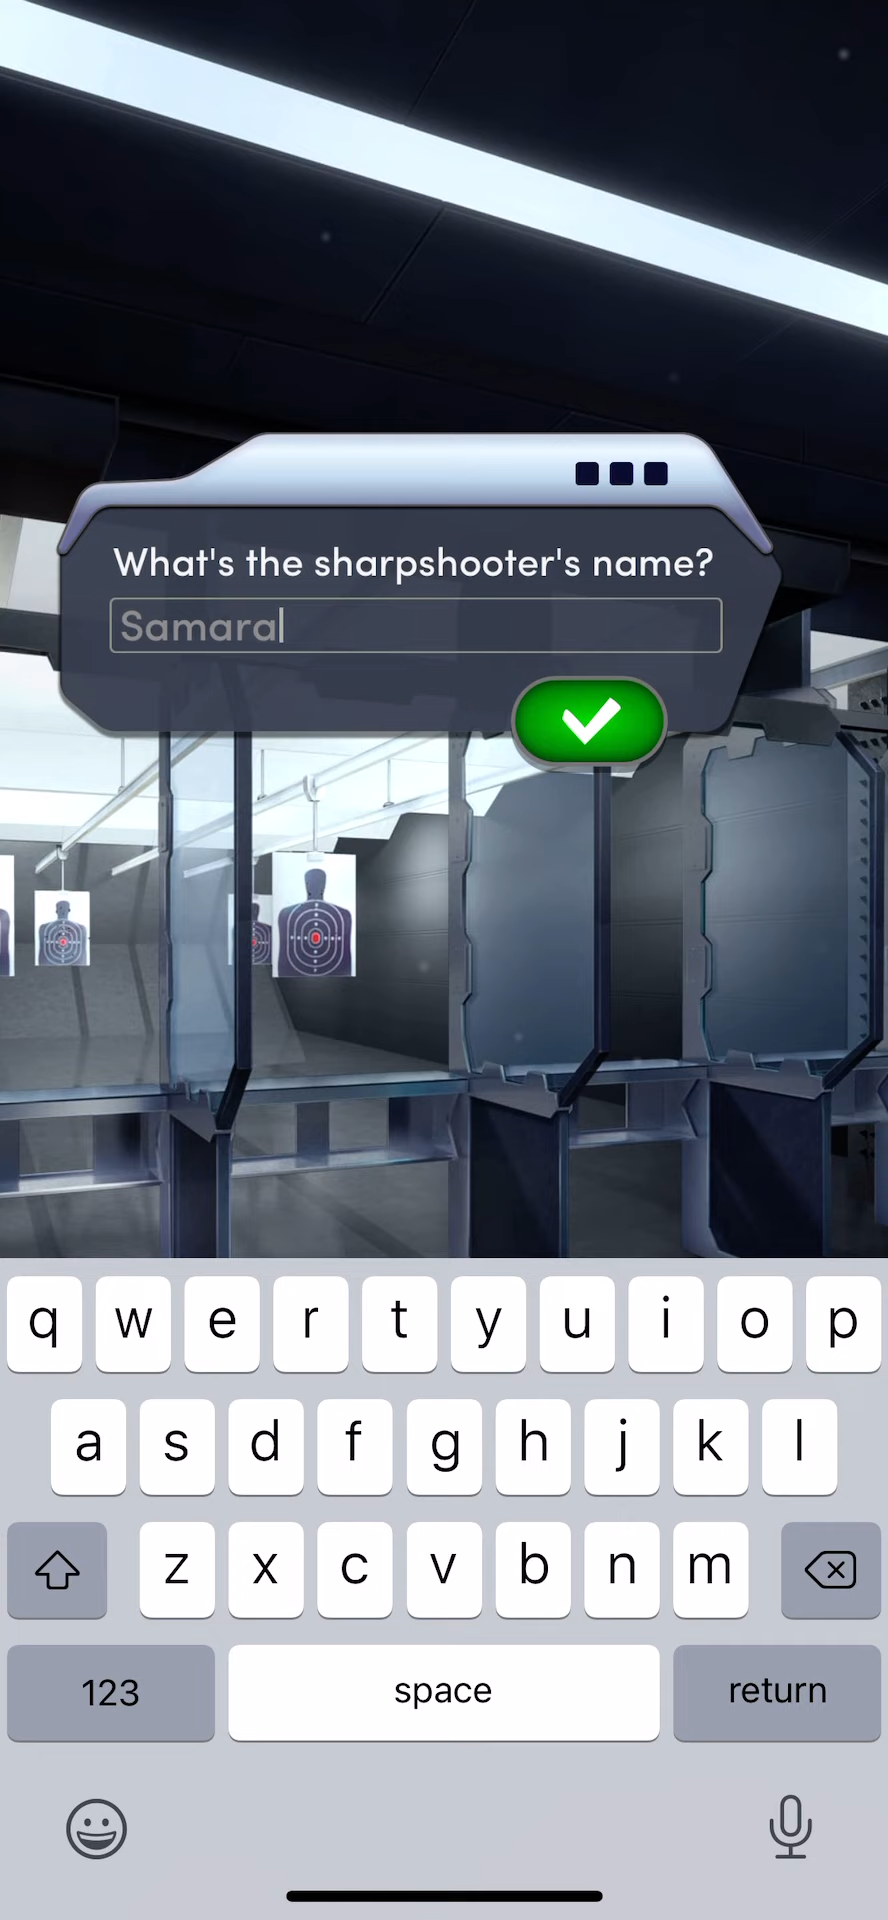 What's the sharpshooter's name?
Samara
q w e r t y u i o p
a s d f g h j k l
z x c v b n m
123 space return